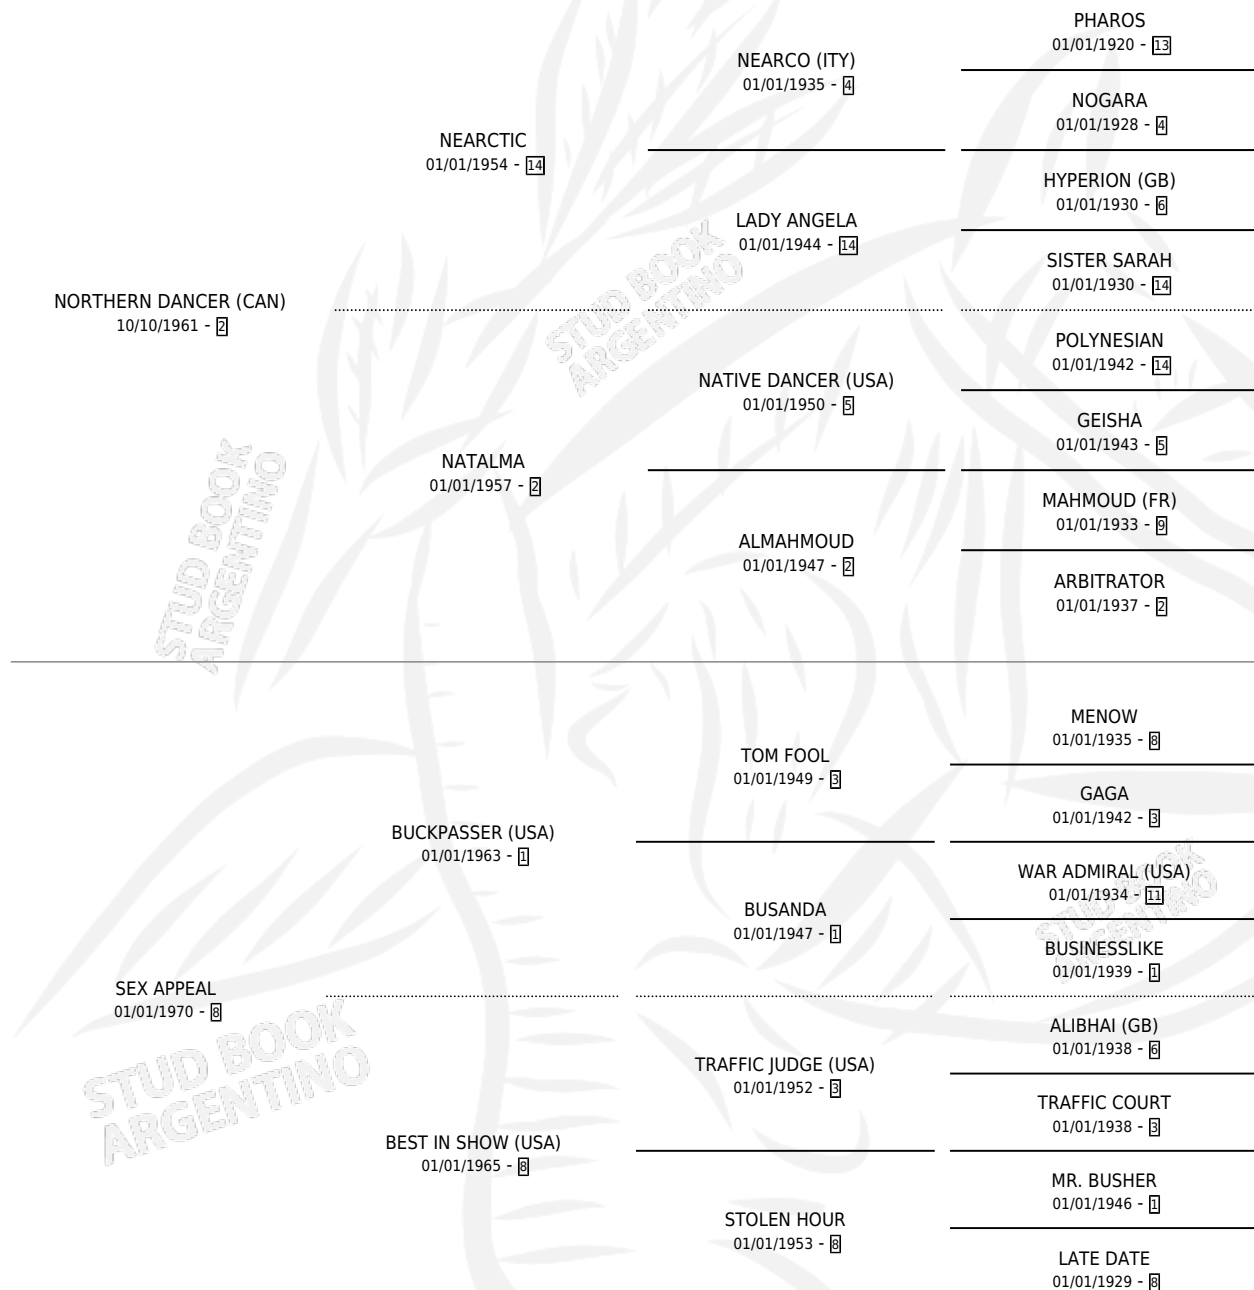 PHAROS
01/01/1920 - 13
NEARCO (ITY)
01/01/1935 - 4
NOGARA
01/01/1928 - 4
NEARCTIC
01/01/1954 - 14
HYPERION (GB)
01/01/1930 - 6
LADY ANGELA
01/01/1944 - 14
SISTER SARAH
01/01/1930 - 14
NORTHERN DANCER (CAN)
10/10/1961 - 2
STUD BOOK
ARGENTINO
POLYNESIAN
01/01/1942 - 14
NATIVE DANCER (USA)
01/01/1950 - 5
GEISHA
01/01/1943 - 5
NATALMA
01/01/1957 - 2
MAHMOUD (FR)
01/01/1933 - 9
ALMAHMOUD
01/01/1947 - 2
ARBITRATOR
01/01/1937 - 2
STUD BOOK
ARGENTINO
MENOW
01/01/1935 - 8
TOM FOOL
01/01/1949 - 3
GAGA
01/01/1942 - 3
BUCKPASSER (USA)
01/01/1963 - 1
WAR ADMIRAL (USA)
01/01/1934 - 11
BUSANDA
01/01/1947 - 1
STUD BOOK
ARGENTINO
BUSINESSLIKE
01/01/1939 - 1
SEX APPEAL
01/01/1970 - 8
STUD BOOK
ARGENTINO
ALIBHAI (GB)
01/01/1938 - 6
TRAFFIC JUDGE (USA)
01/01/1952 - 3
TRAFFIC COURT
01/01/1938 - 3
BEST IN SHOW (USA)
01/01/1965 - 8
MR. BUSHER
01/01/1946 - 1
STOLEN HOUR
01/01/1953 - 8
LATE DATE
01/01/1929 - 8